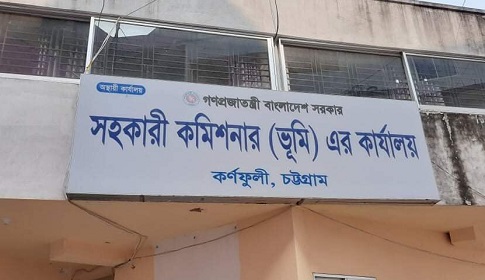 অস্থায়ী কার্যালয়
গণপ্রজাতন্ত্রী বাংলাদেশ সরকার
সহকারী কমিশনার (ভূমি) এর কার্যালয়
কর্ণফুলী, চট্টগ্রাম